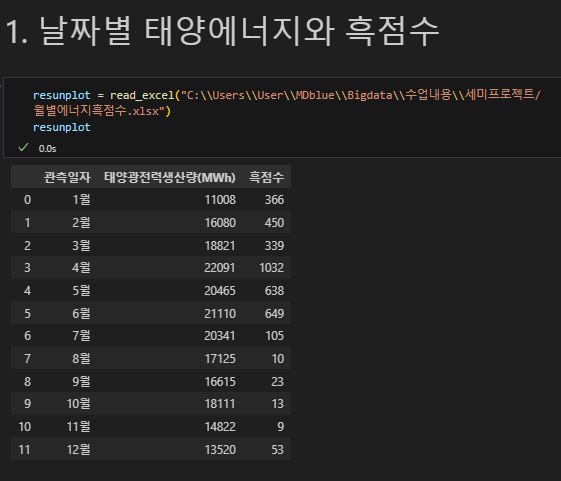 1. 날짜별 태양에너지와 흑점수
resunplot = read_excel("C:\\Users\\User\\MDblue\\Bigdata\\수업내용\\세미프로젝트/
월별에너지흑점수.xlsx")
resunplot
✓ 0.0s
관측일자 태양광전력생산량(MWh) 흑점수
0 1월 11008 366
1 2월 16080 450
2 3월 18821 339
3 4월 22091 1032
4 5월 20465 638
5 6월 21110 649
6 7월 20341 105
7 8월 17125 10
8 9월 16615 23
9 10월 18111 13
10 11월 14822 9
11 12월 13520 53